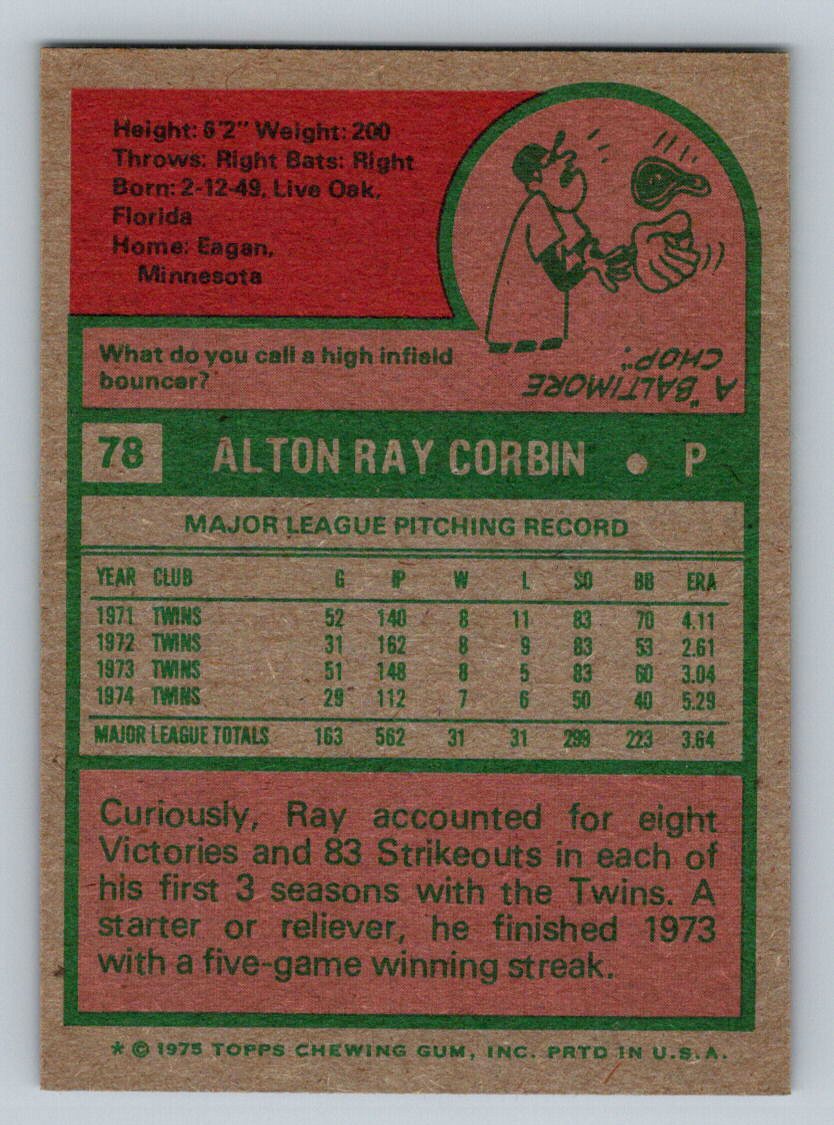 Height: 6'2" Weight: 200
Throws: Right Bats: Right
Born: 2-12-49, Live Oak,
Florida
Home: Eagan,
Minnesota
What do you call a high infield
bouncer?
A "BALTIMORE
CHOP".
78 ALTON RAY CORBIN • P
MAJOR LEAGUE PITCHING RECORD
YEAR CLUB G IP W L SO BB ERA
1971 TWINS 52 140 8 11 83 70 4.11
1972 TWINS 31 162 8 9 83 53 2.61
1973 TWINS 51 148 8 5 83 60 3.04
1974 TWINS 29 112 7 6 50 40 5.29
MAJOR LEAGUE TOTALS 163 562 31 31 299 223 3.64
Curiously, Ray accounted for eight
Victories and 83 Strikeouts in each of
his first 3 seasons with the Twins. A
starter or reliever, he finished 1973
with a five-game winning streak.
* © 1975 TOPPS CHEWING GUM, INC. PRTD IN U.S.A.